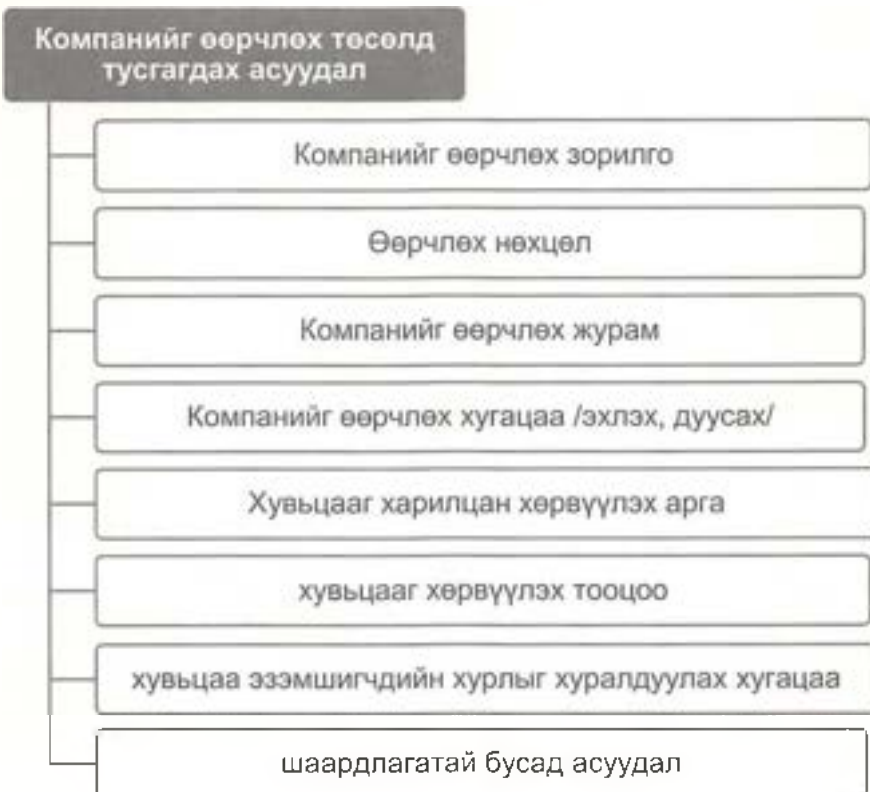 Компанийг өөрчлөх төсөлд
тусгагдах асуудал
Компанийг өөрчлөх зорилго
Өөрчлөх нөхцөл
Компанийг өөрчлөх журам
Компанийг өөрчлөх хугацаа /эхлэх, дуусах/
Хувьцааг харилцан хөрвүүлэх арга
хувьцааг хөрвүүлэх тооцоо
хувьцаа эзэмшигчдийн хурлыг хуралдуулах хугацаа
шаардлагатай бусад асуудал